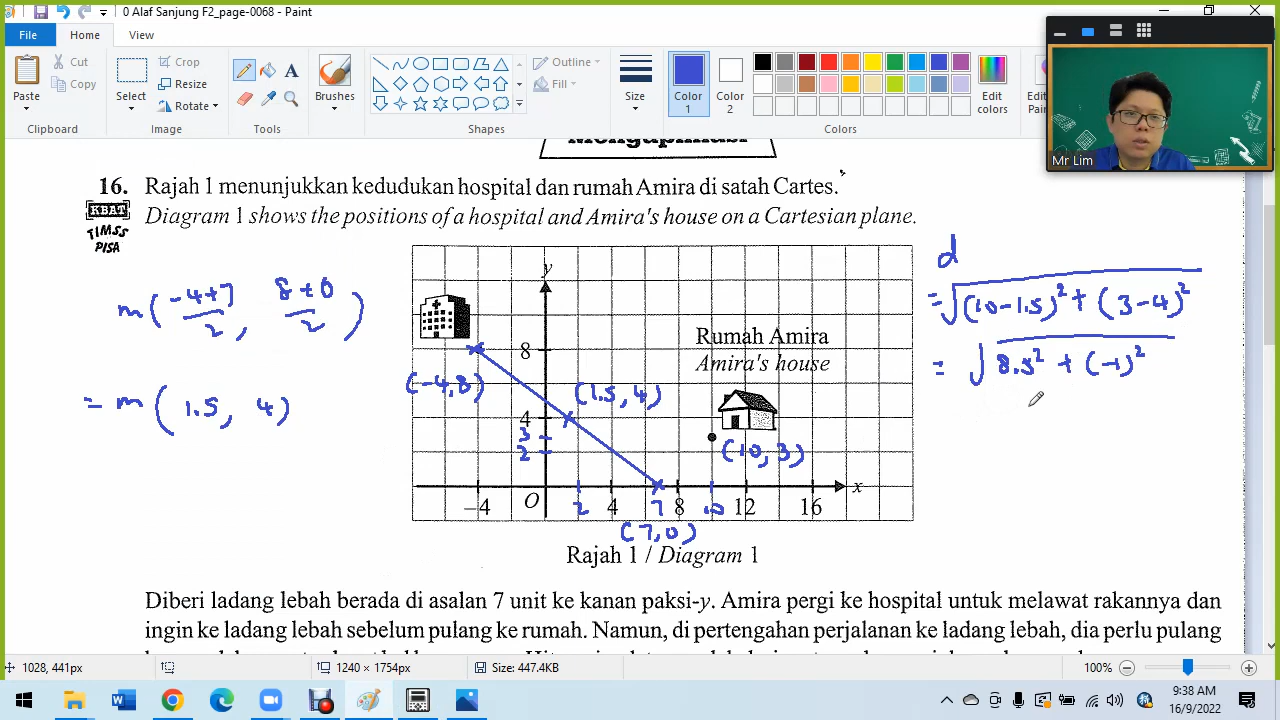 0 Alaf Sanjung F2_page-0068 - Paint
File Home View
Paste Cut Copy Clipboard
Select Crop Resize Rotate Image
A Tools
Brushes
Outline Fill Shapes
Size
Color 1 Color 2 Edit colors Colors
Mr Lim
Mengaplikasi
16. Rajah 1 menunjukkan kedudukan hospital dan rumah Amira di satah Cartes.
KBAT
Diagram 1 shows the positions of a hospital and Amira's house on a Cartesian plane.
TIMSS
PISA
m(-4+7/2, 8+0/2)
= m(1.5, 4)
y
8
(-4,8)
(1.5, 4)
4
3
2
Rumah Amira
Amira's house
(10, 3)
-4 O 2 4 7 8 10 12 16 x
(7,0)
Rajah 1 / Diagram 1
d
= √(10-1.5)² + (3-4)²
= √8.5² + (-1)²
Diberi ladang lebah berada di asalan 7 unit ke kanan paksi-y. Amira pergi ke hospital untuk melawat rakannya dan
ingin ke ladang lebah sebelum pulang ke rumah. Namun, di pertengahan perjalanan ke ladang lebah, dia perlu pulang
1028, 441px
1240 × 1754px
Size: 447.4KB
100%
9:38 AM
16/9/2022